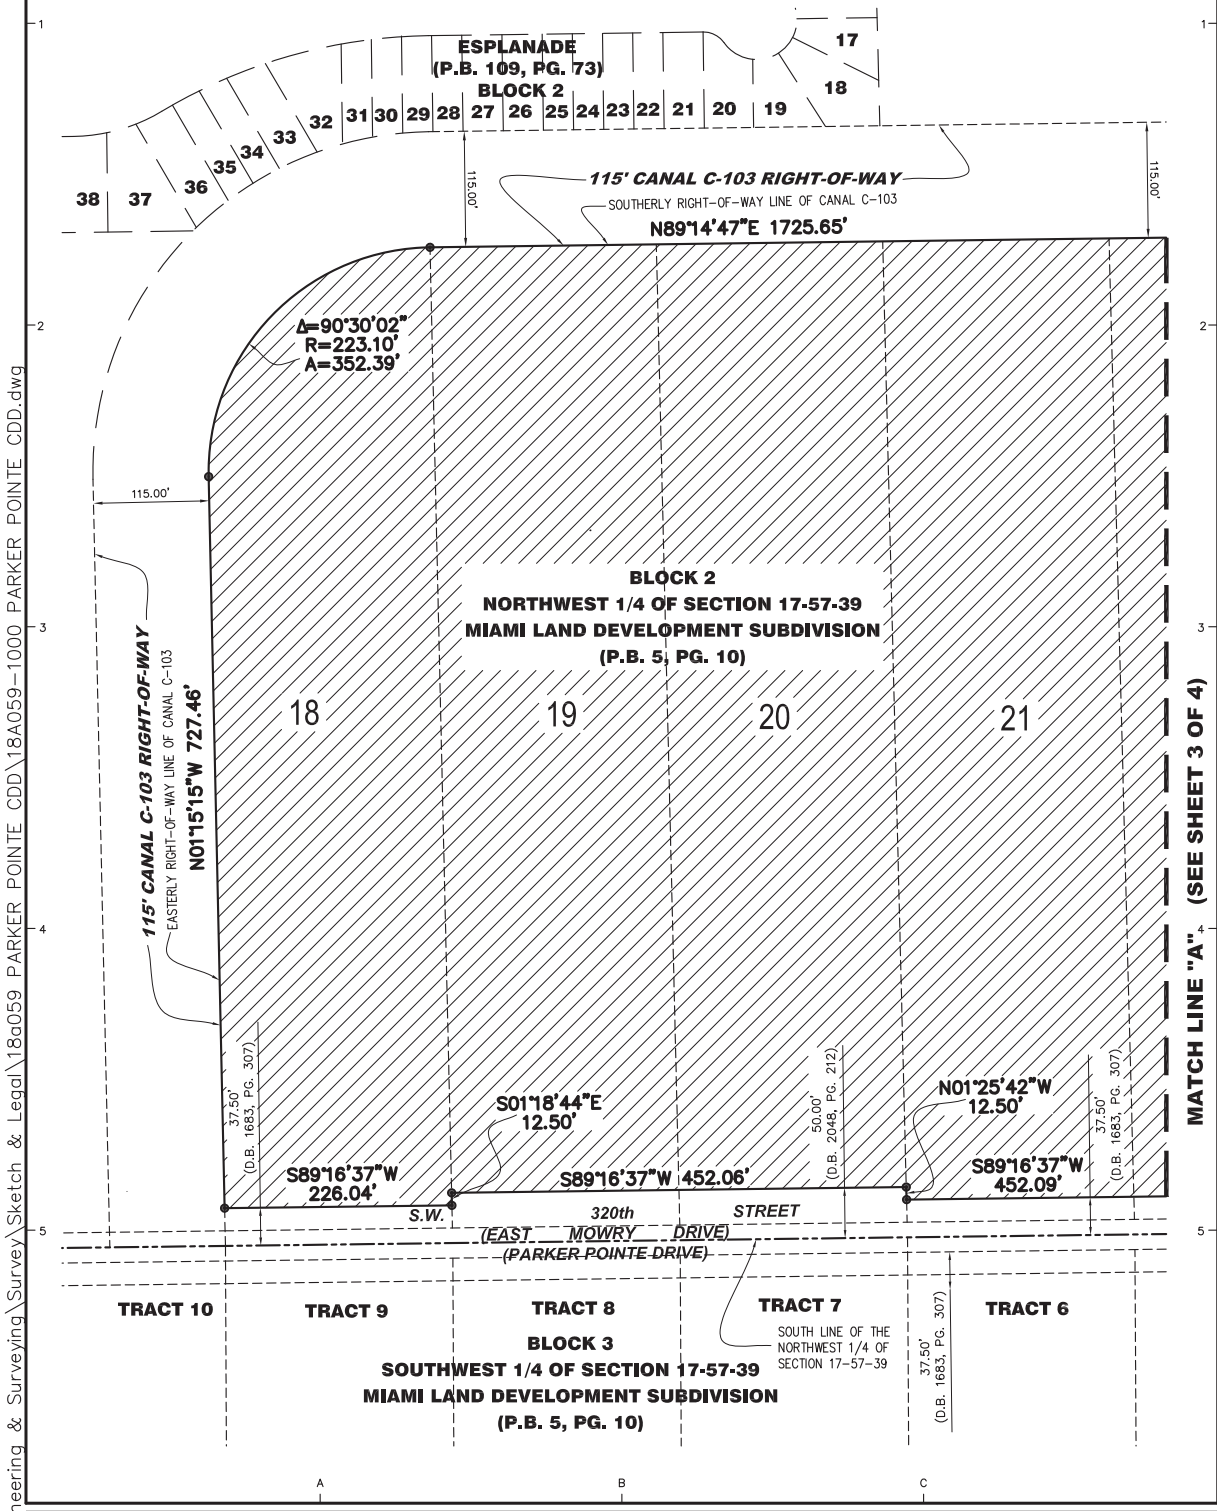 1
1
ESPLANADE
(P.B. 109, PG. 73)
BLOCK 2
17
18
38
37
36
35
34
33
32
31
30
29
28
27
26
25
24
23
22
21
20
19
115' CANAL C-103 RIGHT-OF-WAY
SOUTHERLY RIGHT-OF-WAY LINE OF CANAL C-103
N89°14'47"E 1725.65'
115.00'
115.00'
2
2
Δ=90°30'02"
R=223.10'
A=352.39'
115.00'
BLOCK 2
NORTHWEST 1/4 OF SECTION 17-57-39
MIAMI LAND DEVELOPMENT SUBDIVISION
(P.B. 5, PG. 10)
3
3
18
19
20
21
115' CANAL C-103 RIGHT-OF-WAY
EASTERLY RIGHT-OF-WAY LINE OF CANAL C-103
N01°15'15"W 727.46'
MATCH LINE "A" (SEE SHEET 3 OF 4)
4
4
37.50'
(D.B. 1683, PG. 307)
S01°18'44"E
12.50'
50.00'
(D.B. 2048, PG. 212)
N01°25'42"W
12.50'
37.50'
(D.B. 1683, PG. 307)
S89°16'37"W
226.04'
S89°16'37"W 452.06'
S89°16'37"W
452.09'
S.W. 320th STREET
(EAST MOWRY DRIVE)
(PARKER POINTE DRIVE)
5
5
TRACT 10
TRACT 9
TRACT 8
TRACT 7
TRACT 6
SOUTH LINE OF THE
NORTHWEST 1/4 OF
SECTION 17-57-39
37.50'
(D.B. 1683, PG. 307)
BLOCK 3
SOUTHWEST 1/4 OF SECTION 17-57-39
MIAMI LAND DEVELOPMENT SUBDIVISION
(P.B. 5, PG. 10)
A
B
C
neering & Surveying\Survey\Sketch & Legal\18a059 PARKER POINTE CDD\18A059-1000 PARKER POINTE CDD.dwg